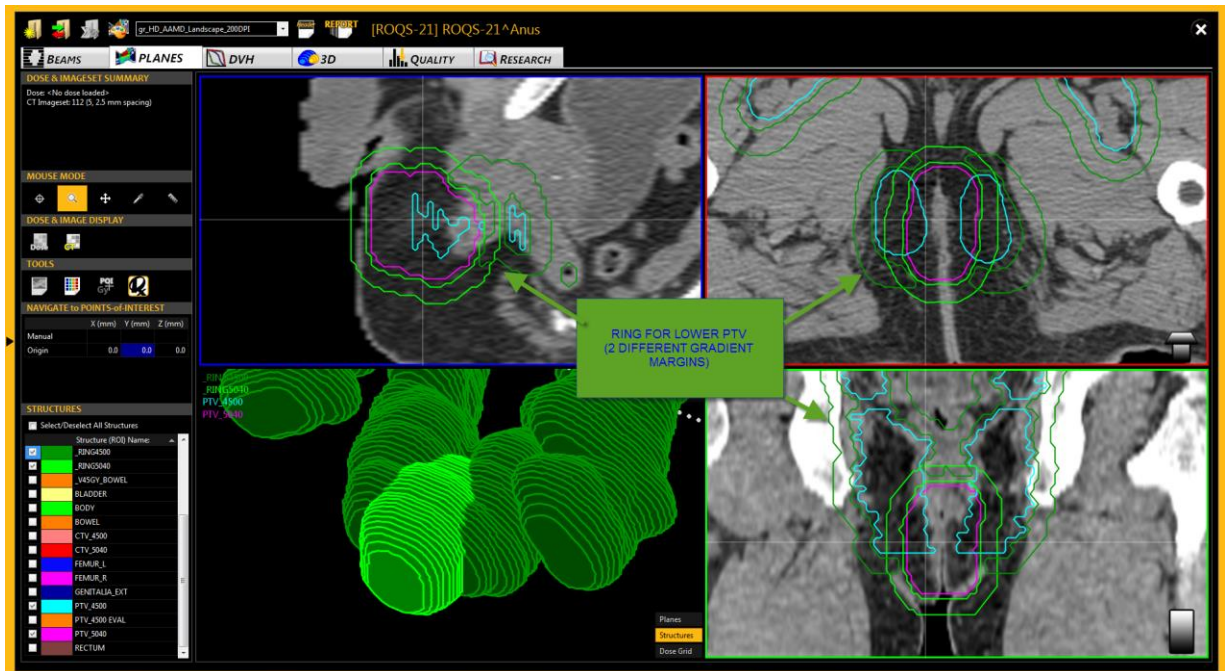 gr_HD_AAMD_Landscape_200DPI
REPORT
[ROQS-21] ROQS-21^Anus
BEAMS
PLANES
DVH
3D
QUALITY
RESEARCH
DOSE & IMAGESET SUMMARY
Dose: <No dose loaded>
CT Imageset: 112 (5, 2.5 mm spacing)
MOUSE MODE
DOSE & IMAGE DISPLAY
Dose
CT
TOOLS
PQI
Gy
NAVIGATE to POINTS-of-INTEREST
X (mm) Y (mm) Z (mm)
Manual
Origin 0.0 0.0 0.0
STRUCTURES
Select/Deselect All Structures
Structure (ROI) Name:
_RING4500
_RING5040
_V45GY_BOWEL
BLADDER
BODY
BOWEL
CTV_4500
CTV_5040
FEMUR_L
FEMUR_R
GENITALIA_EXT
PTV_4500
PTV_4500 EVAL
PTV_5040
RECTUM
RING FOR LOWER PTV
(2 DIFFERENT GRADIENT
MARGINS)
_RING5040
PTV_4500
PTV_5040
Planes
Structures
Dose Grid